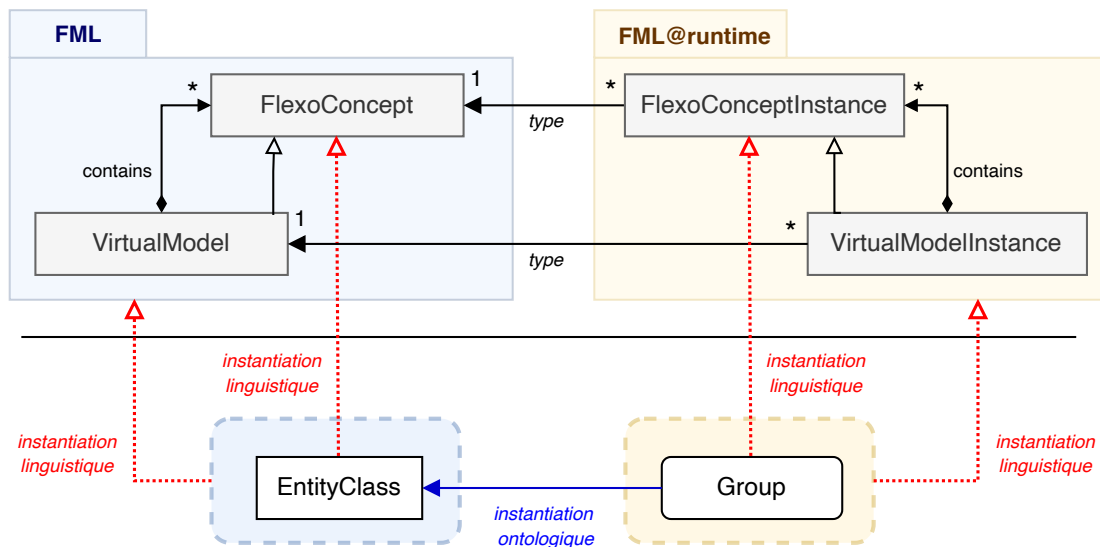 FML
FML@runtime
*
FlexoConcept
1
type
*
FlexoConceptInstance
*
contains
contains
VirtualModel
1
type
*
VirtualModelInstance
instantiation
linguistique
instantiation
linguistique
instantiation
linguistique
instantiation
linguistique
EntityClass
instantiation
ontologique
Group